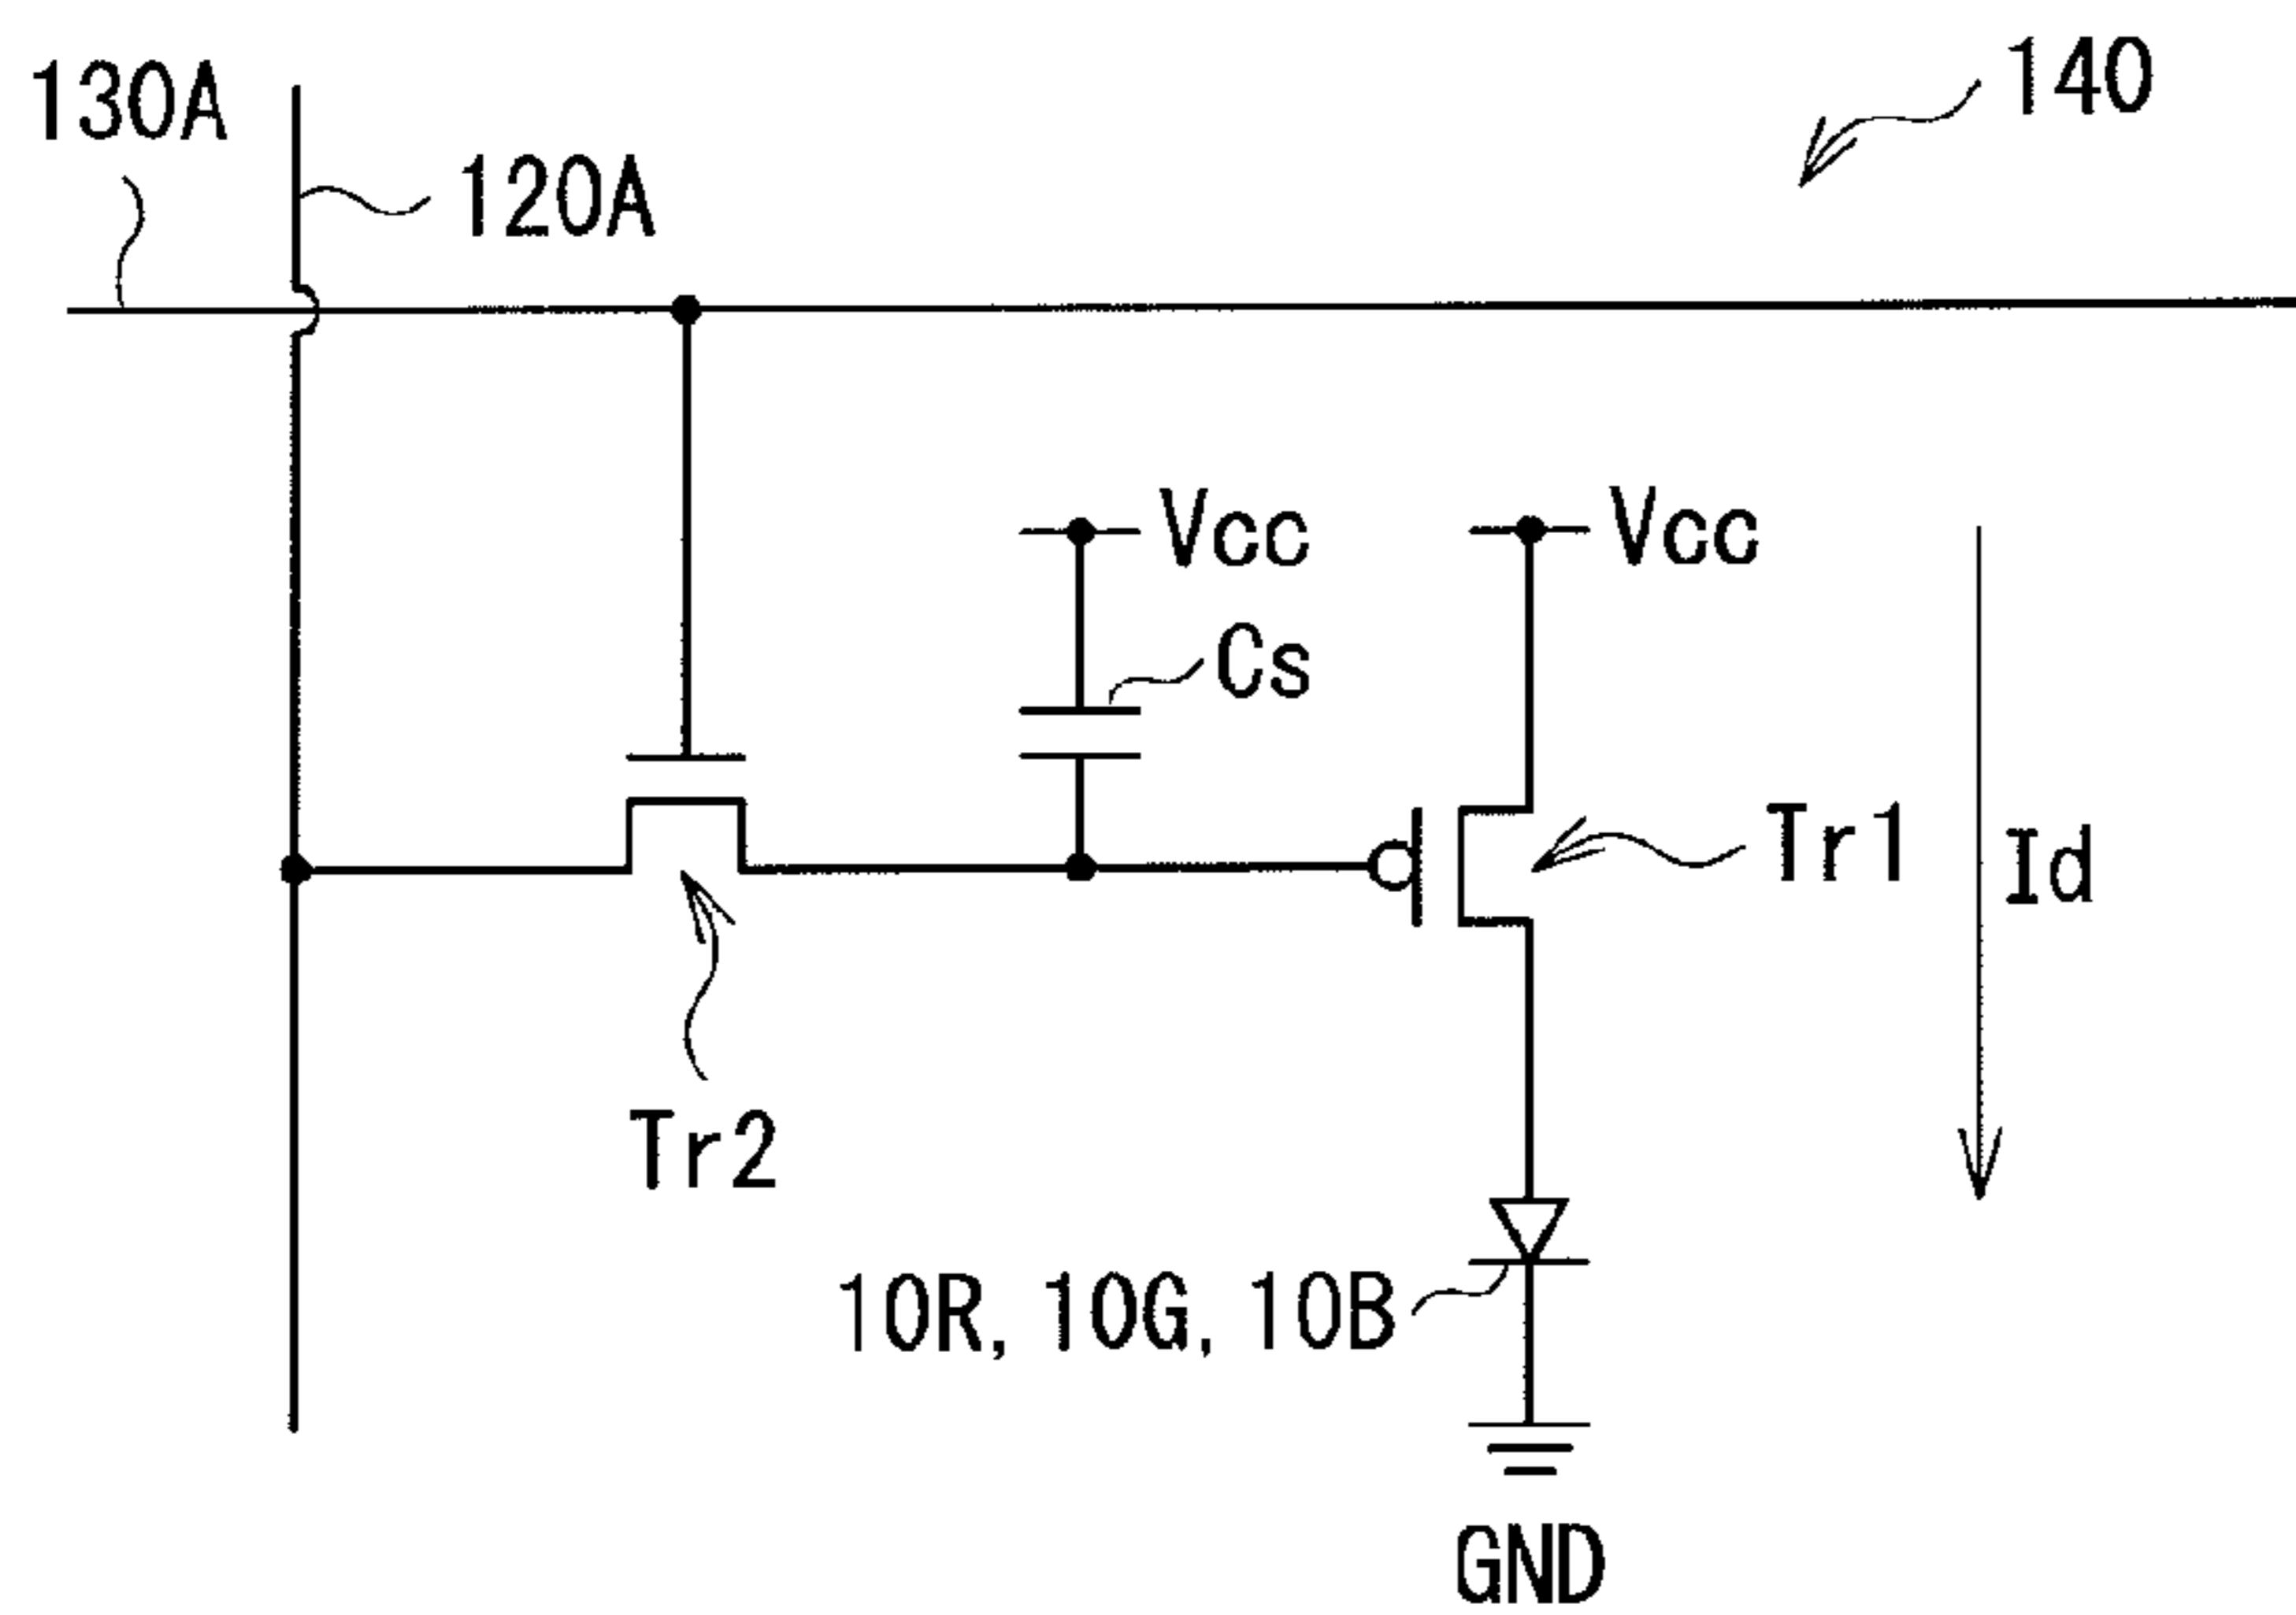 140
130A
120A
Vcc
Vcc
Cs
Tr1
Id
Tr2
10R, 10G, 10B
GND